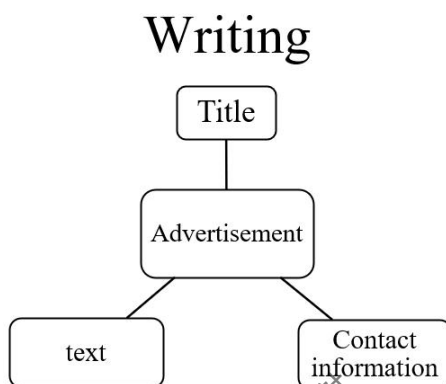 Writing
Title
Advertisement
text
Contact
information